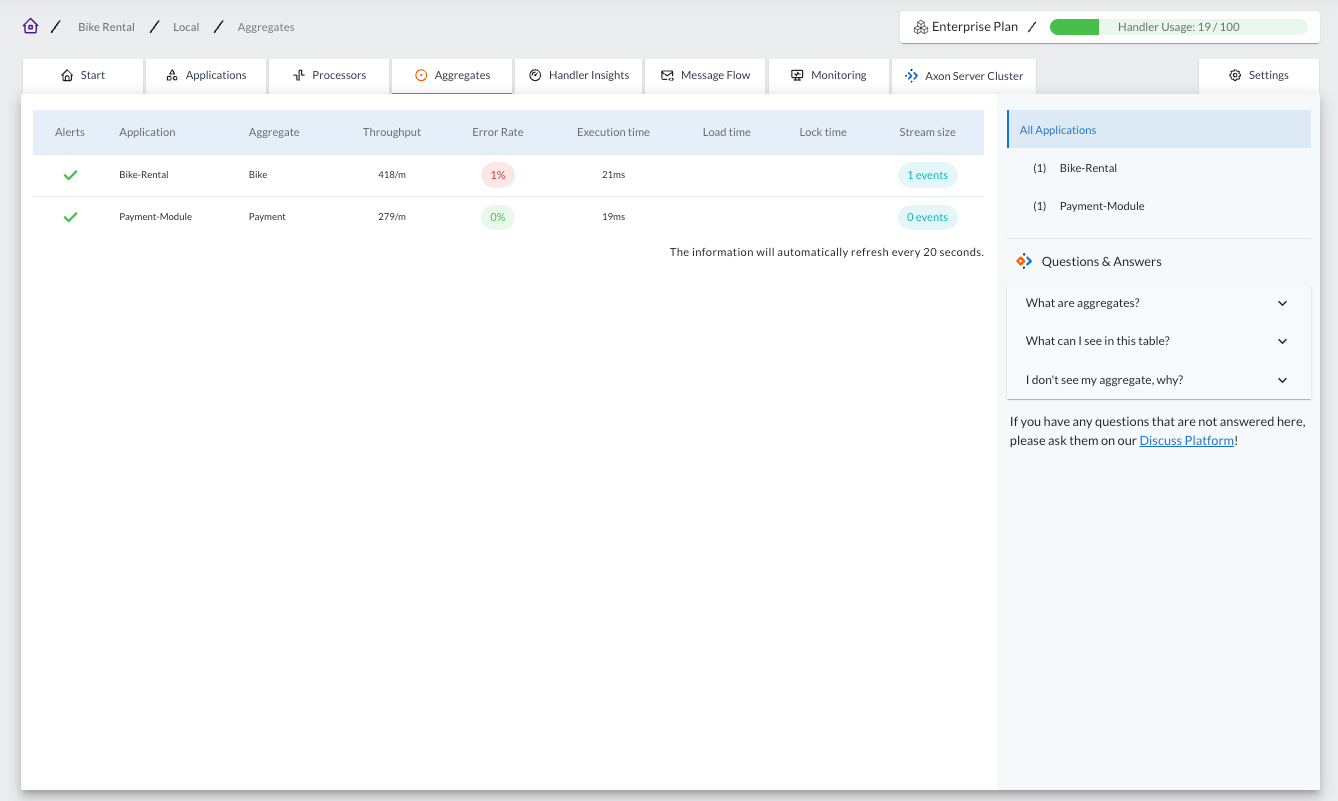 / Bike Rental / Local / Aggregates
Enterprise Plan / Handler Usage: 19 / 100
Start Applications Processors Aggregates Handler Insights Message Flow Monitoring Axon Server Cluster Settings
Alerts Application Aggregate Throughput Error Rate Execution time Load time Lock time Stream size
Bike-Rental Bike 418/m 1% 21ms 1 events
Payment-Module Payment 279/m 0% 19ms 0 events
The information will automatically refresh every 20 seconds.
All Applications
(1) Bike-Rental
(1) Payment-Module
Questions & Answers
What are aggregates?
What can I see in this table?
I don't see my aggregate, why?
If you have any questions that are not answered here,
please ask them on our Discuss Platform!